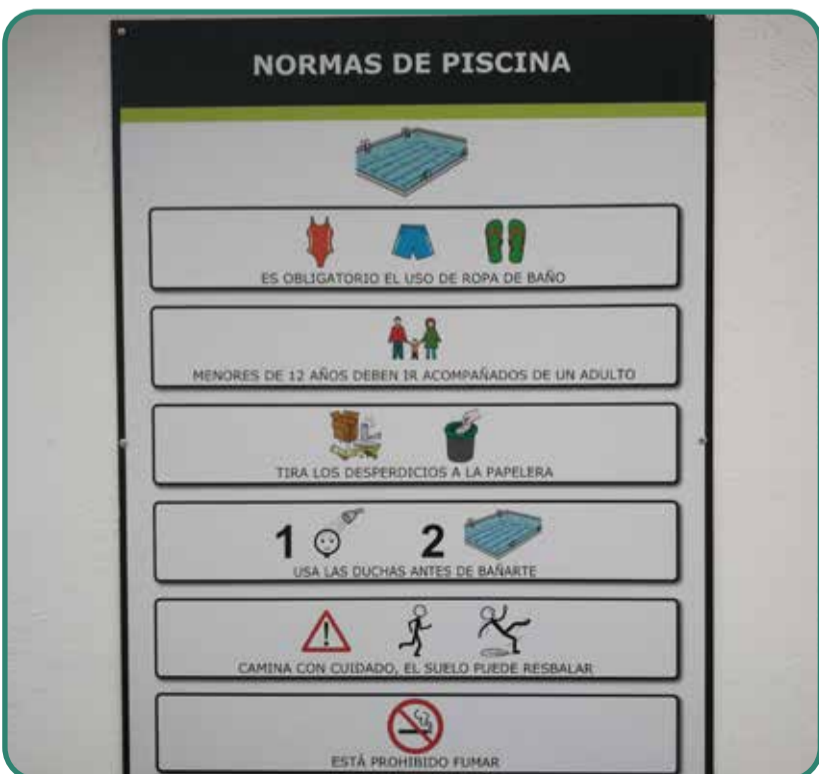 NORMAS DE PISCINA
ES OBLIGATORIO EL USO DE ROPA DE BAÑO
MENORES DE 12 AÑOS DEBEN IR ACOMPAÑADOS DE UN ADULTO
TIRA LOS DESPERDICIOS A LA PAPELERA
1 2
USA LAS DUCHAS ANTES DE BAÑARTE
CAMINA CON CUIDADO, EL SUELO PUEDE RESBALAR
ESTÁ PROHIBIDO FUMAR